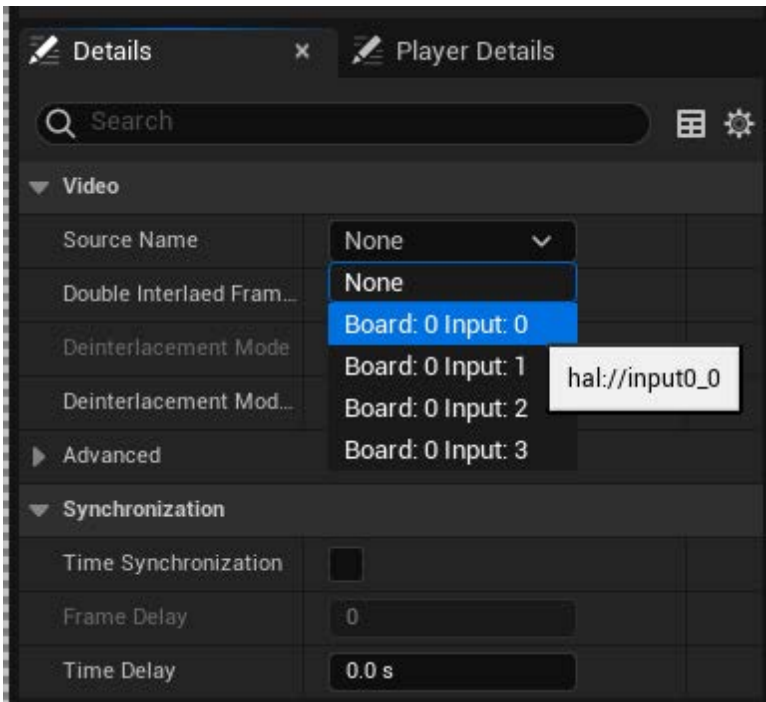 Details × Player Details
Search
Video
Source Name None
None
Double Interlaed Fram...
Board: 0 Input: 0
Deinterlacement Mode
Board: 0 Input: 1
hal://input0_0
Deinterlacement Mod...
Board: 0 Input: 2
Advanced
Board: 0 Input: 3
Synchronization
Time Synchronization
Frame Delay 0
Time Delay 0.0 s